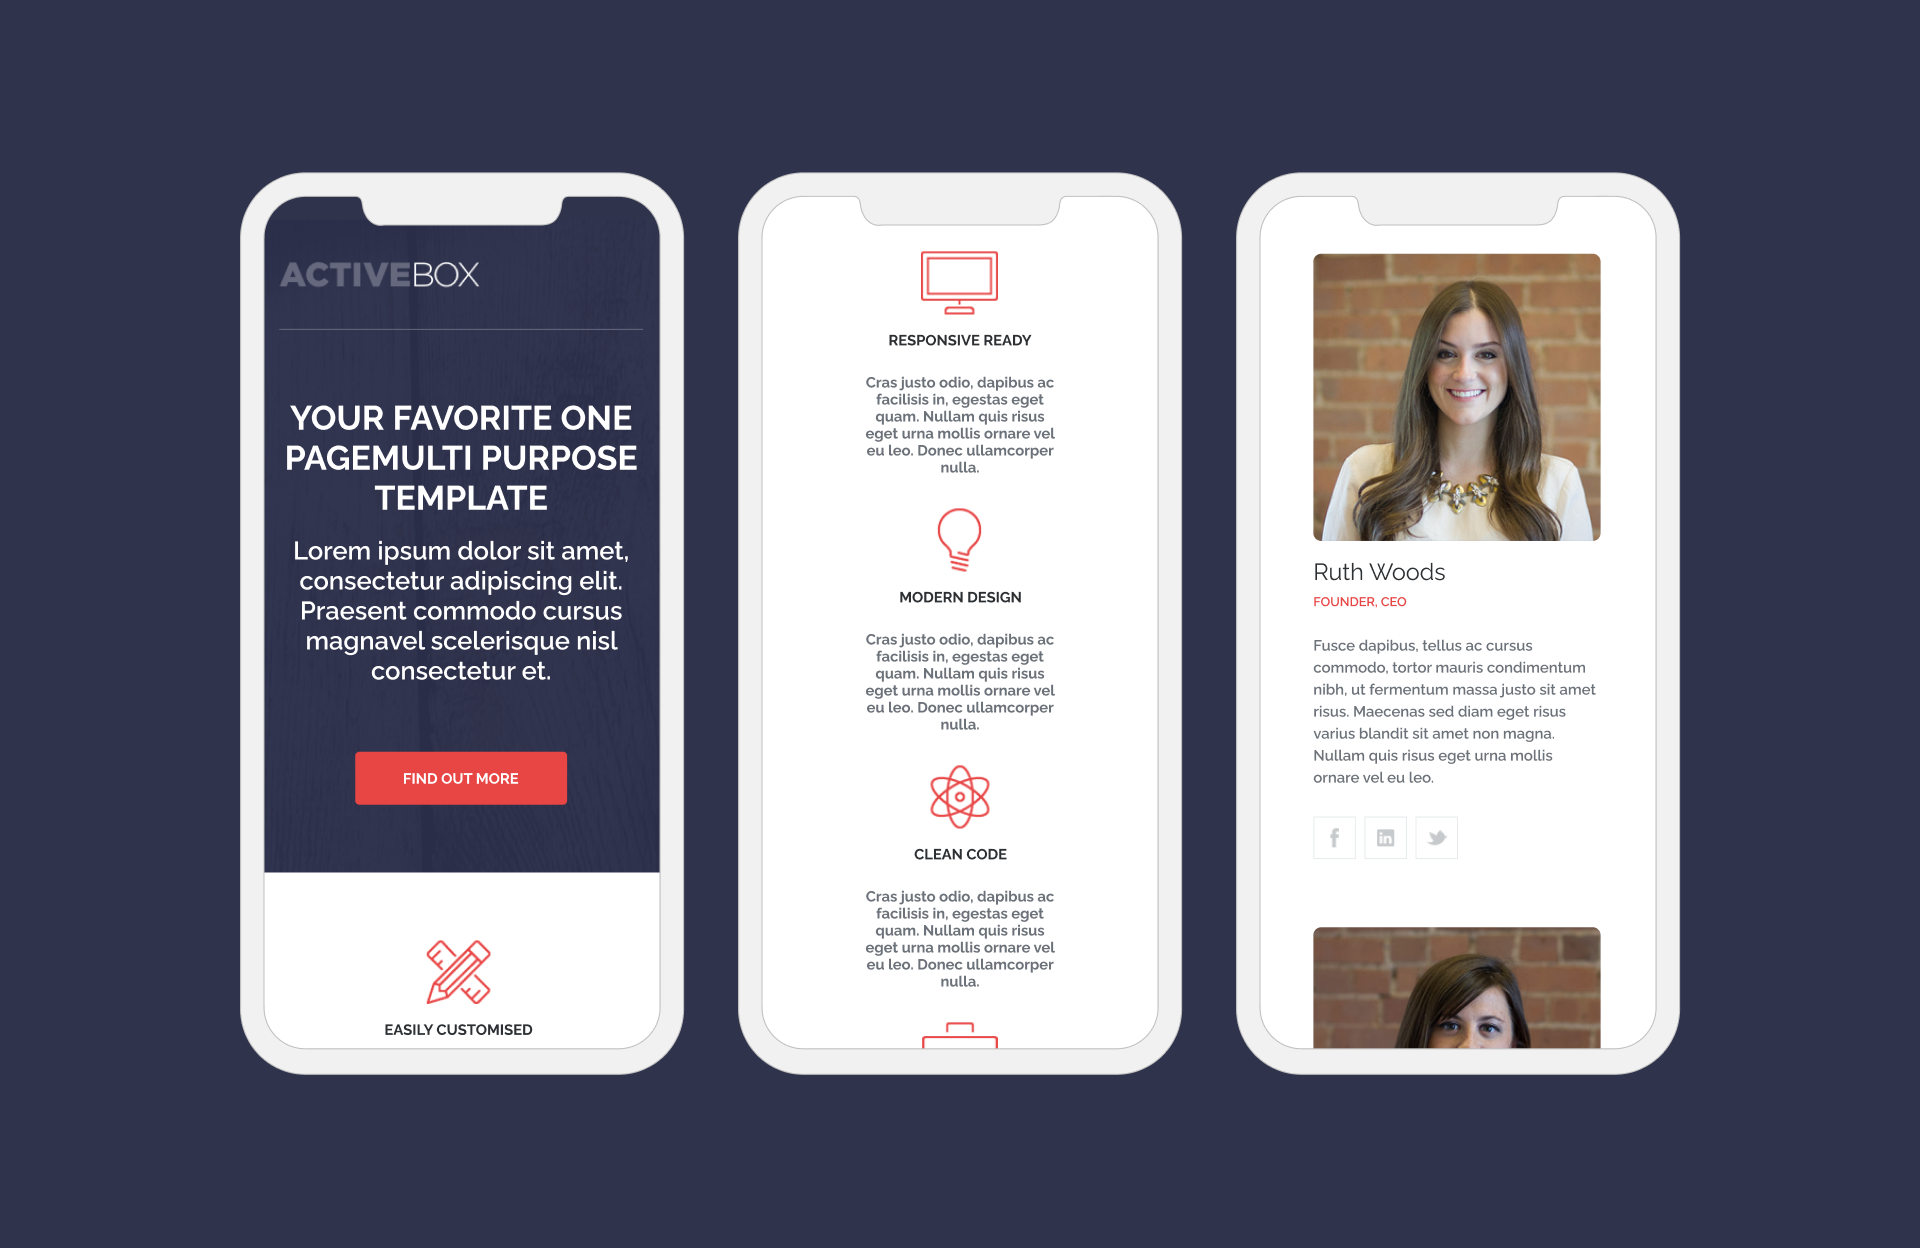 ACTIVEBOX
YOUR FAVORITE ONE
PAGEMULTI PURPOSE
TEMPLATE
Lorem ipsum dolor sit amet,
consectetur adipiscing elit.
Praesent commodo cursus
magnavel scelerisque nisl
consectetur et.
FIND OUT MORE
EASILY CUSTOMISED
RESPONSIVE READY
Cras justo odio, dapibus ac
facilisis in, egestas eget
quam. Nullam quis risus
eget urna mollis ornare vel
eu leo. Donec ullamcorper
nulla.
MODERN DESIGN
Cras justo odio, dapibus ac
facilisis in, egestas eget
quam. Nullam quis risus
eget urna mollis ornare vel
eu leo. Donec ullamcorper
nulla.
CLEAN CODE
Cras justo odio, dapibus ac
facilisis in, egestas eget
quam. Nullam quis risus
eget urna mollis ornare vel
eu leo. Donec ullamcorper
nulla.
Ruth Woods
FOUNDER, CEO
Fusce dapibus, tellus ac cursus
commodo, tortor mauris condimentum
nibh, ut fermentum massa justo sit amet
risus. Maecenas sed diam eget risus
varius blandit sit amet non magna.
Nullam quis risus eget urna mollis
ornare vel eu leo.